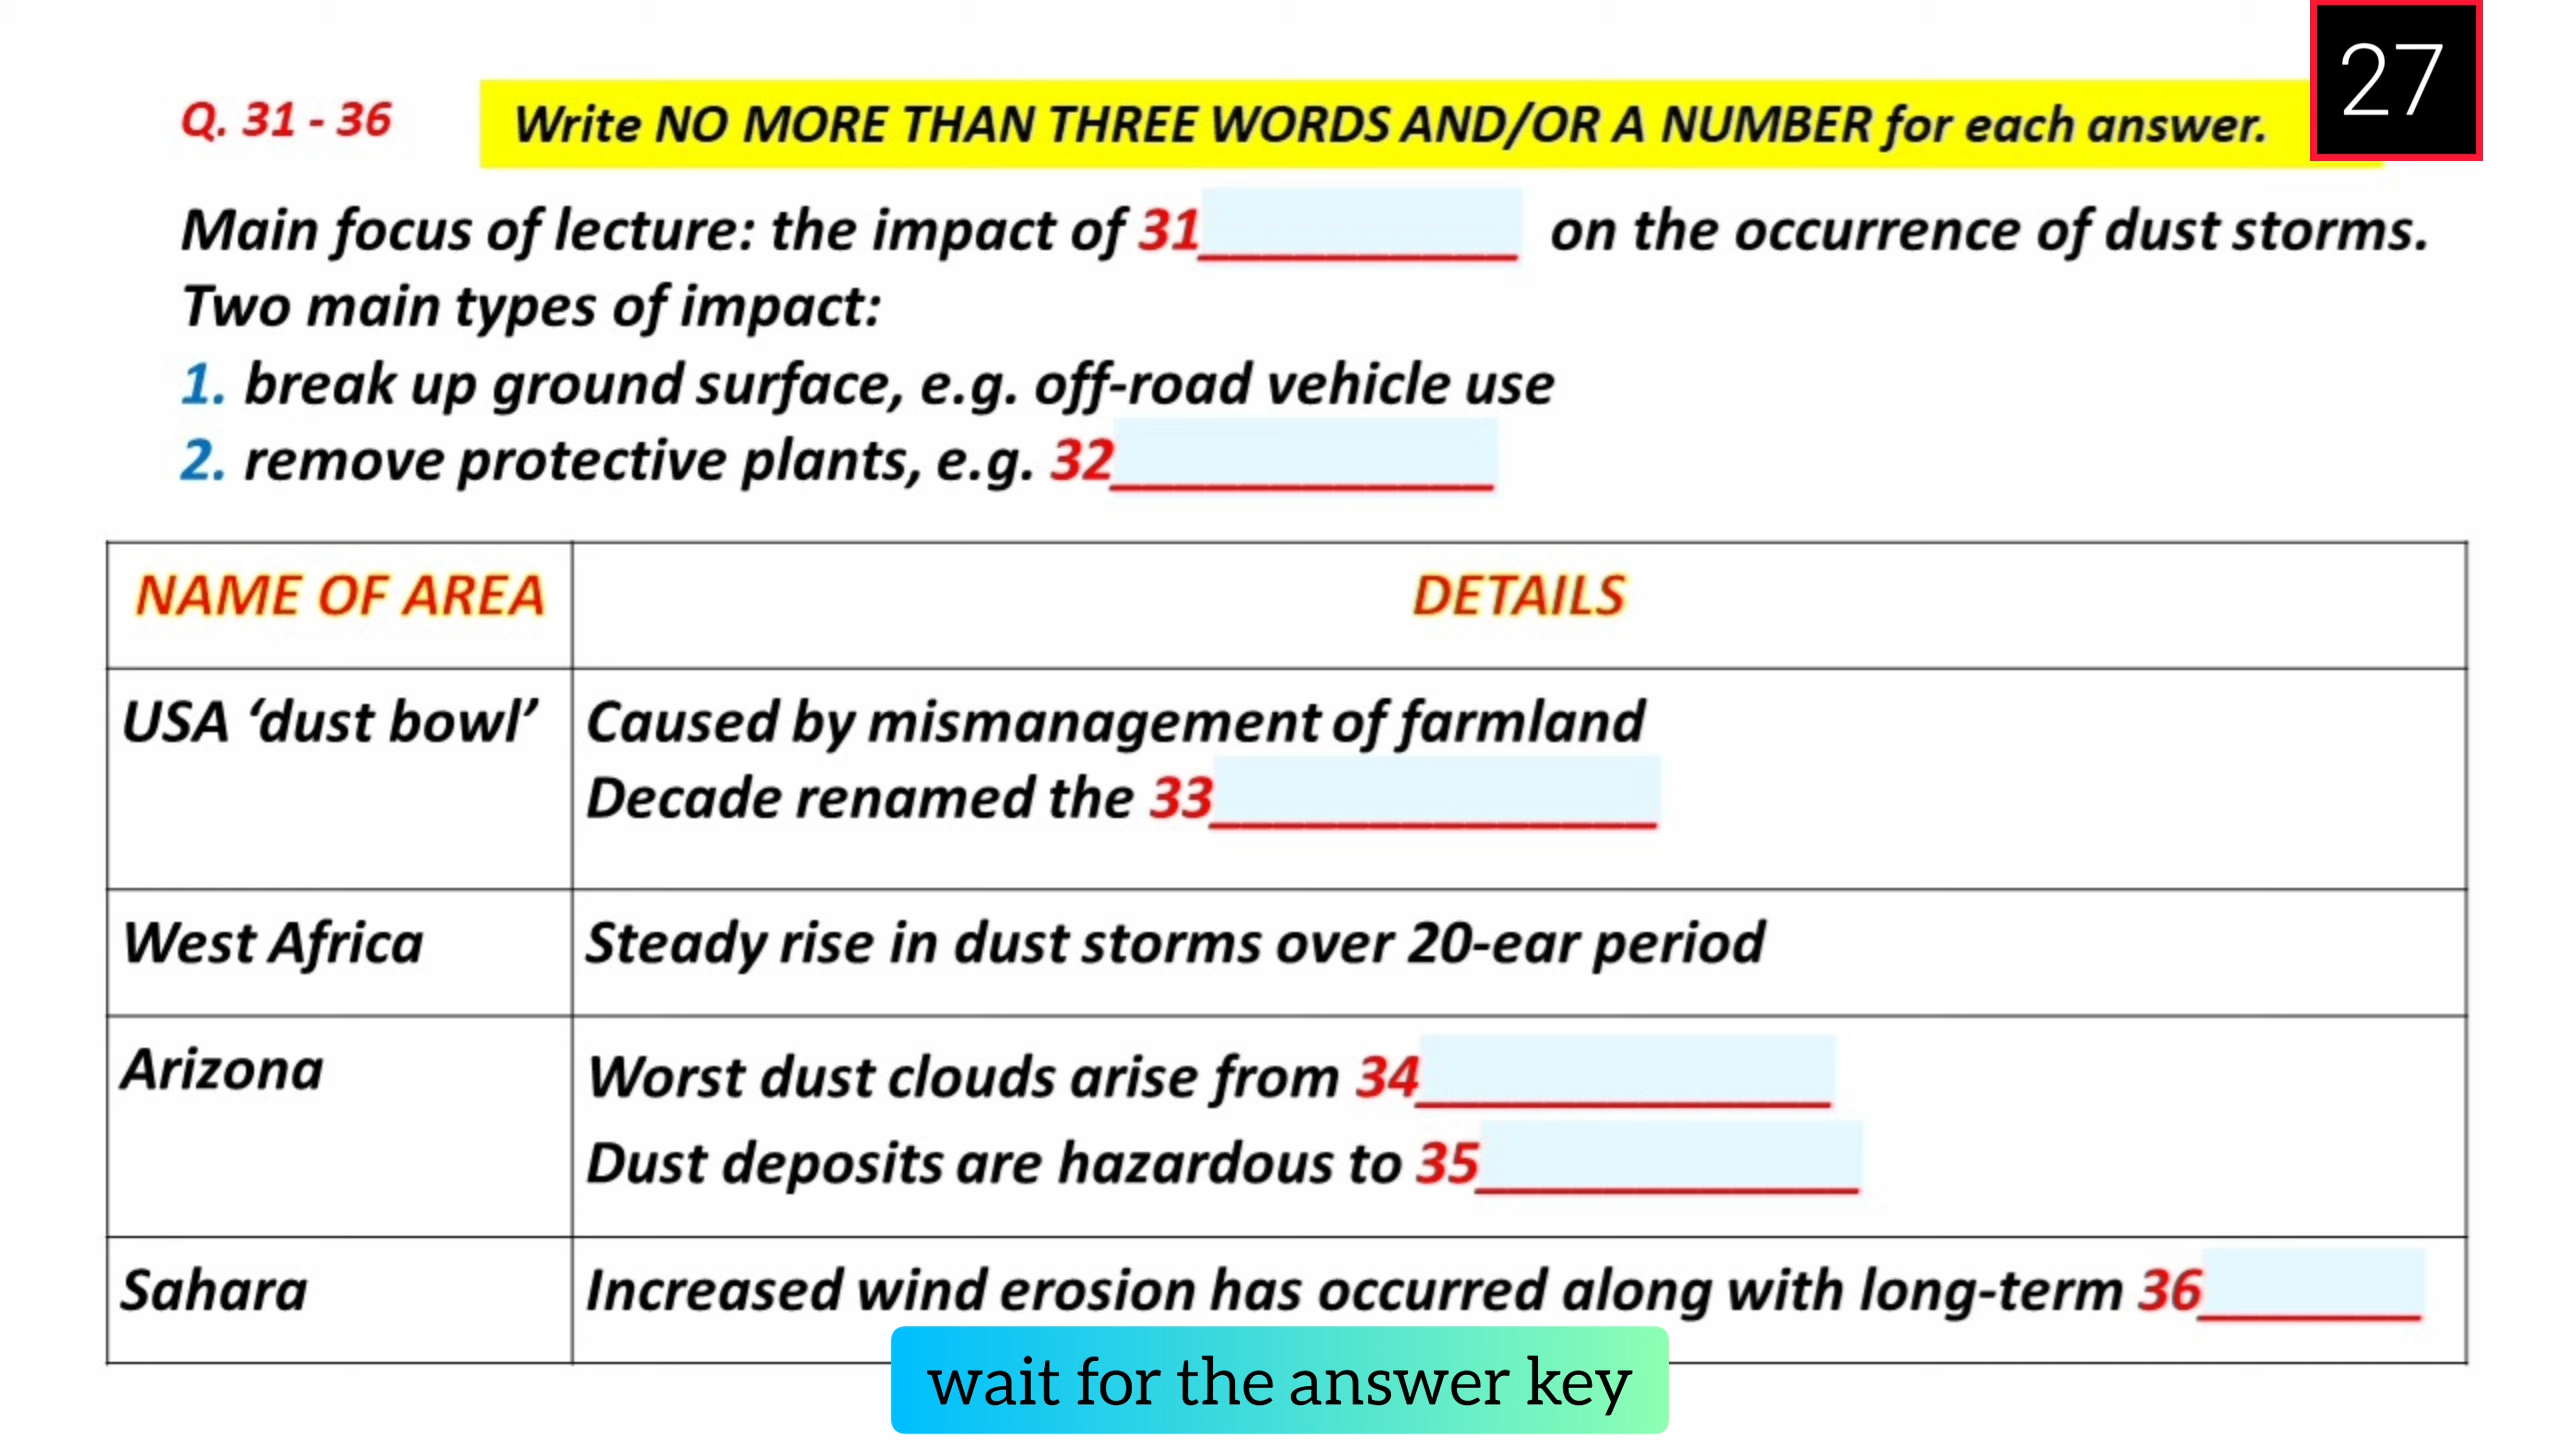 27
Q. 31 - 36 Write NO MORE THAN THREE WORDS AND/OR A NUMBER for each answer.
Main focus of lecture: the impact of 31__________ on the occurrence of dust storms.
Two main types of impact:
1. break up ground surface, e.g. off-road vehicle use
2. remove protective plants, e.g. 32____________
NAME OF AREA DETAILS
USA ‘dust bowl’ Caused by mismanagement of farmland
Decade renamed the 33______________
West Africa Steady rise in dust storms over 20-ear period
Arizona Worst dust clouds arise from 34_____________
Dust deposits are hazardous to 35____________
Sahara Increased wind erosion has occurred along with long-term 36_______
wait for the answer key